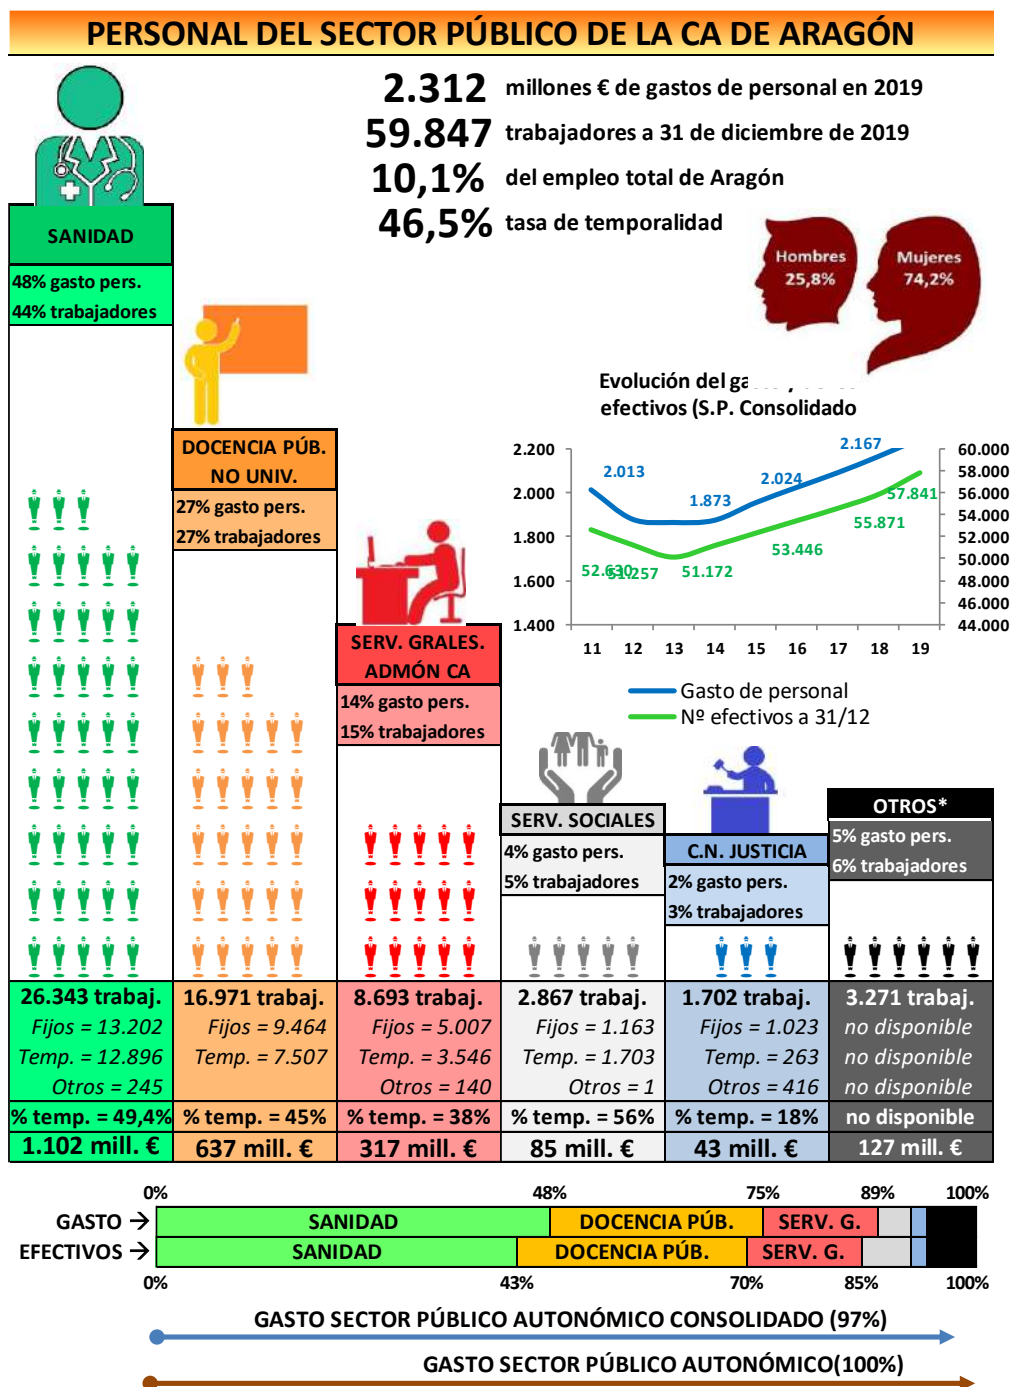 PERSONAL DEL SECTOR PÚBLICO DE LA CA DE ARAGÓN
2.312 millones € de gastos de personal en 2019
59.847 trabajadores a 31 de diciembre de 2019
10,1% del empleo total de Aragón
46,5% tasa de temporalidad
Hombres
25,8%
Mujeres
74,2%
SANIDAD
48% gasto pers.
44% trabajadores
DOCENCIA PÚB.
NO UNIV.
27% gasto pers.
27% trabajadores
SERV. GRALES.
ADMÓN CA
14% gasto pers.
15% trabajadores
Evolución del
efectivos (S.P. Consolidado
2.200
2.000
1.800
1.600
1.400
2.013
1.873
2.024
2.167
52.630
51.257
51.172
53.446
55.871
57.841
60.000
58.000
56.000
54.000
52.000
50.000
48.000
46.000
44.000
11 12 13 14 15 16 17 18 19
Gasto de personal
Nº efectivos a 31/12
SERV. SOCIALES
4% gasto pers.
5% trabajadores
C.N. JUSTICIA
2% gasto pers.
3% trabajadores
OTROS*
5% gasto pers.
6% trabajadores
26.343 trabaj. 16.971 trabaj. 8.693 trabaj. 2.867 trabaj. 1.702 trabaj. 3.271 trabaj.
Fijos = 13.202 Fijos = 9.464 Fijos = 5.007 Fijos = 1.163 Fijos = 1.023 no disponible
Temp. = 12.896 Temp. = 7.507 Temp. = 3.546 Temp. = 1.703 Temp. = 263 no disponible
Otros = 245 Otros = 140 Otros = 1 Otros = 416 no disponible
% temp. = 49,4% % temp. = 45% % temp. = 38% % temp. = 56% % temp. = 18% no disponible
1.102 mill. € 637 mill. € 317 mill. € 85 mill. € 43 mill. € 127 mill. €
0% 48% 75% 89% 100%
GASTO → SANIDAD DOCENCIA PÚB. SERV. G.
EFECTIVOS → SANIDAD DOCENCIA PÚB. SERV. G.
0% 43% 70% 85% 100%
GASTO SECTOR PÚBLICO AUTONÓMICO CONSOLIDADO (97%)
GASTO SECTOR PÚBLICO AUTONÓMICO(100%)